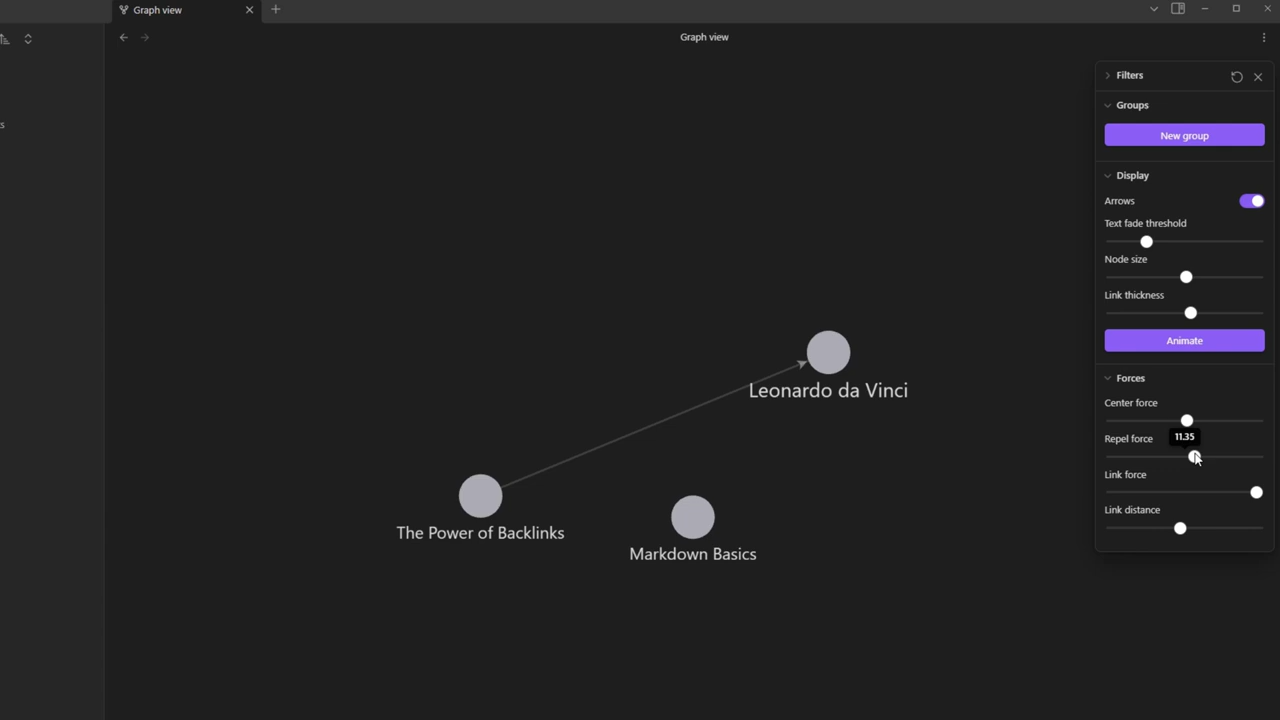 Graph view
Graph view
s
Filters
Groups
New group
Display
Arrows
Text fade threshold
Node size
Link thickness
Animate
Forces
Center force
Repel force
11.35
Link force
Link distance
Leonardo da Vinci
The Power of Backlinks
Markdown Basics